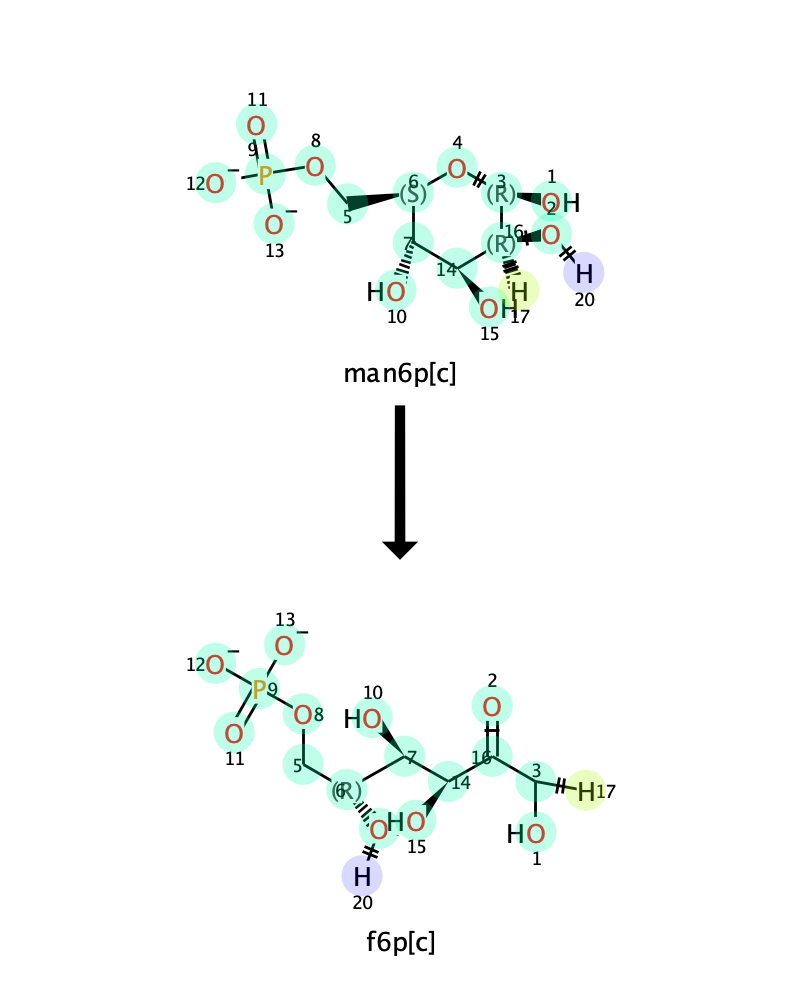 11
O
9
8
O
4
O
12 O −
P
6
(S)
3
(R)
1
OH
5
2
O
O −
13
7
16
(R)
14
H
20
HO
10
H
17
OH
15
man6p[c]
13
O −
12 O −
P 9
10
HO
2
O
O 8
O
11
5
7
16
3
6
(R)
14
H 17
O
HO
15
HO
1
H
20
f6p[c]